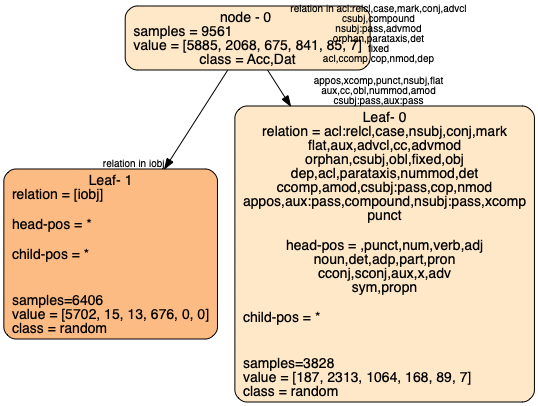 relation in acl:relcl,case,mark,conj,advcl
csubj,compound
nsubj:pass,advmod
orphan,parataxis,det
fixed
acl,ccomp,cop,nmod,dep
node - 0
samples = 9561
value = [5885, 2068, 675, 841, 85, 7]
class = Acc,Dat
appos,xcomp,punct,nsubj,flat
aux,cc,obl,nummod,amod
csubj:pass,aux:pass
relation in iobj
Leaf- 1
relation = [iobj]
head-pos = *
child-pos = *
samples=6406
value = [5702, 15, 13, 676, 0, 0]
class = random
Leaf- 0
relation = acl:relcl,case,nsubj,conj,mark
flat,aux,advcl,cc,advmod
orphan,csubj,obl,fixed,obj
dep,acl,parataxis,nummod,det
ccomp,amod,csubj:pass,cop,nmod
appos,aux:pass,compound,nsubj:pass,xcomp
punct
head-pos = ,punct,num,verb,adj
noun,det,adp,part,pron
cconj,sconj,aux,x,adv
sym,propn
child-pos = *
samples=3828
value = [187, 2313, 1064, 168, 89, 7]
class = random